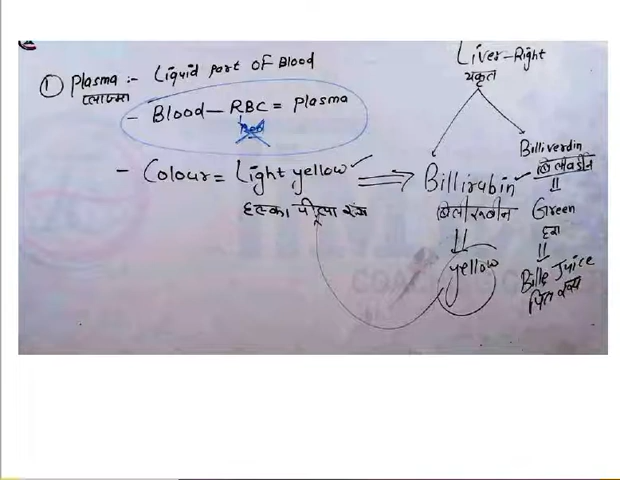 ① Plasma :- Liquid part of Blood
प्लाज्मा
- Blood — RBC = Plasma
Red
- Colour = Light yellow ✓ ⇒ Billirubin
हल्का पीला रंग
बिलीरूबीन
yellow
Liver-Right
यकृत
Billiverdin
बिलीवर्डीन
Green
हरा
Bille Juice
पित्त रस